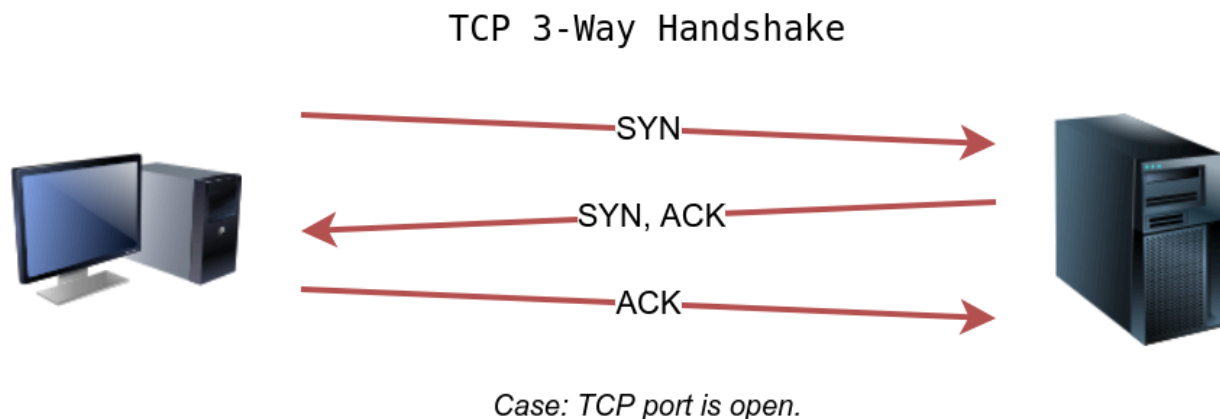 TCP 3-Way Handshake
SYN
SYN, ACK
ACK
Case: TCP port is open.